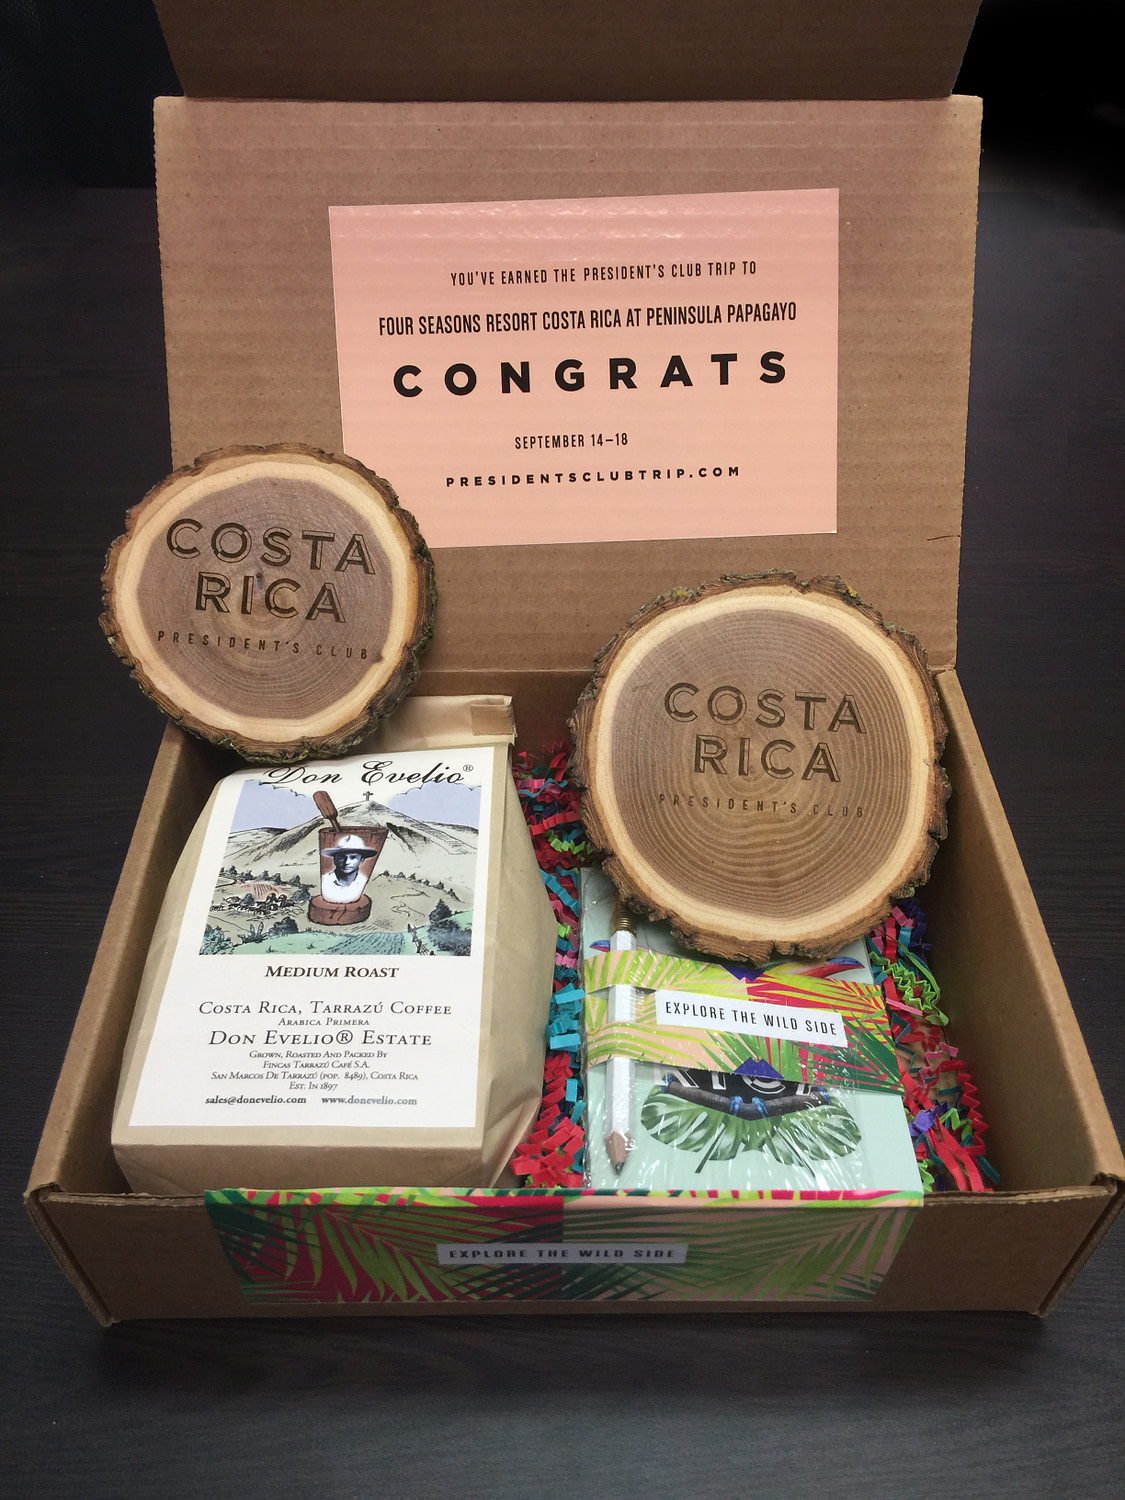 YOU'VE EARNED THE PRESIDENT'S CLUB TRIP TO
FOUR SEASONS RESORT COSTA RICA AT PENINSULA PAPAGAYO
CONGRATS
SEPTEMBER 14–18
PRESIDENTSCLUBTRIP.COM
COSTA
RICA
PRESIDENT'S CLUB
COSTA
RICA
PRESIDENT'S CLUB
Don Evelio®
MEDIUM ROAST
COSTA RICA, TARRAZÚ COFFEE
ARABICA PRIMERA
DON EVELIO® ESTATE
GROWN, ROASTED AND PACKED BY
FINCAS TARRAZÚ CAFÉ S.A.
SAN MARCOS DE TARRAZÚ (POP. 8489), COSTA RICA
EST. IN 1897
sales@donevelio.com www.donevelio.com
EXPLORE THE WILD SIDE
EXPLORE THE WILD SIDE